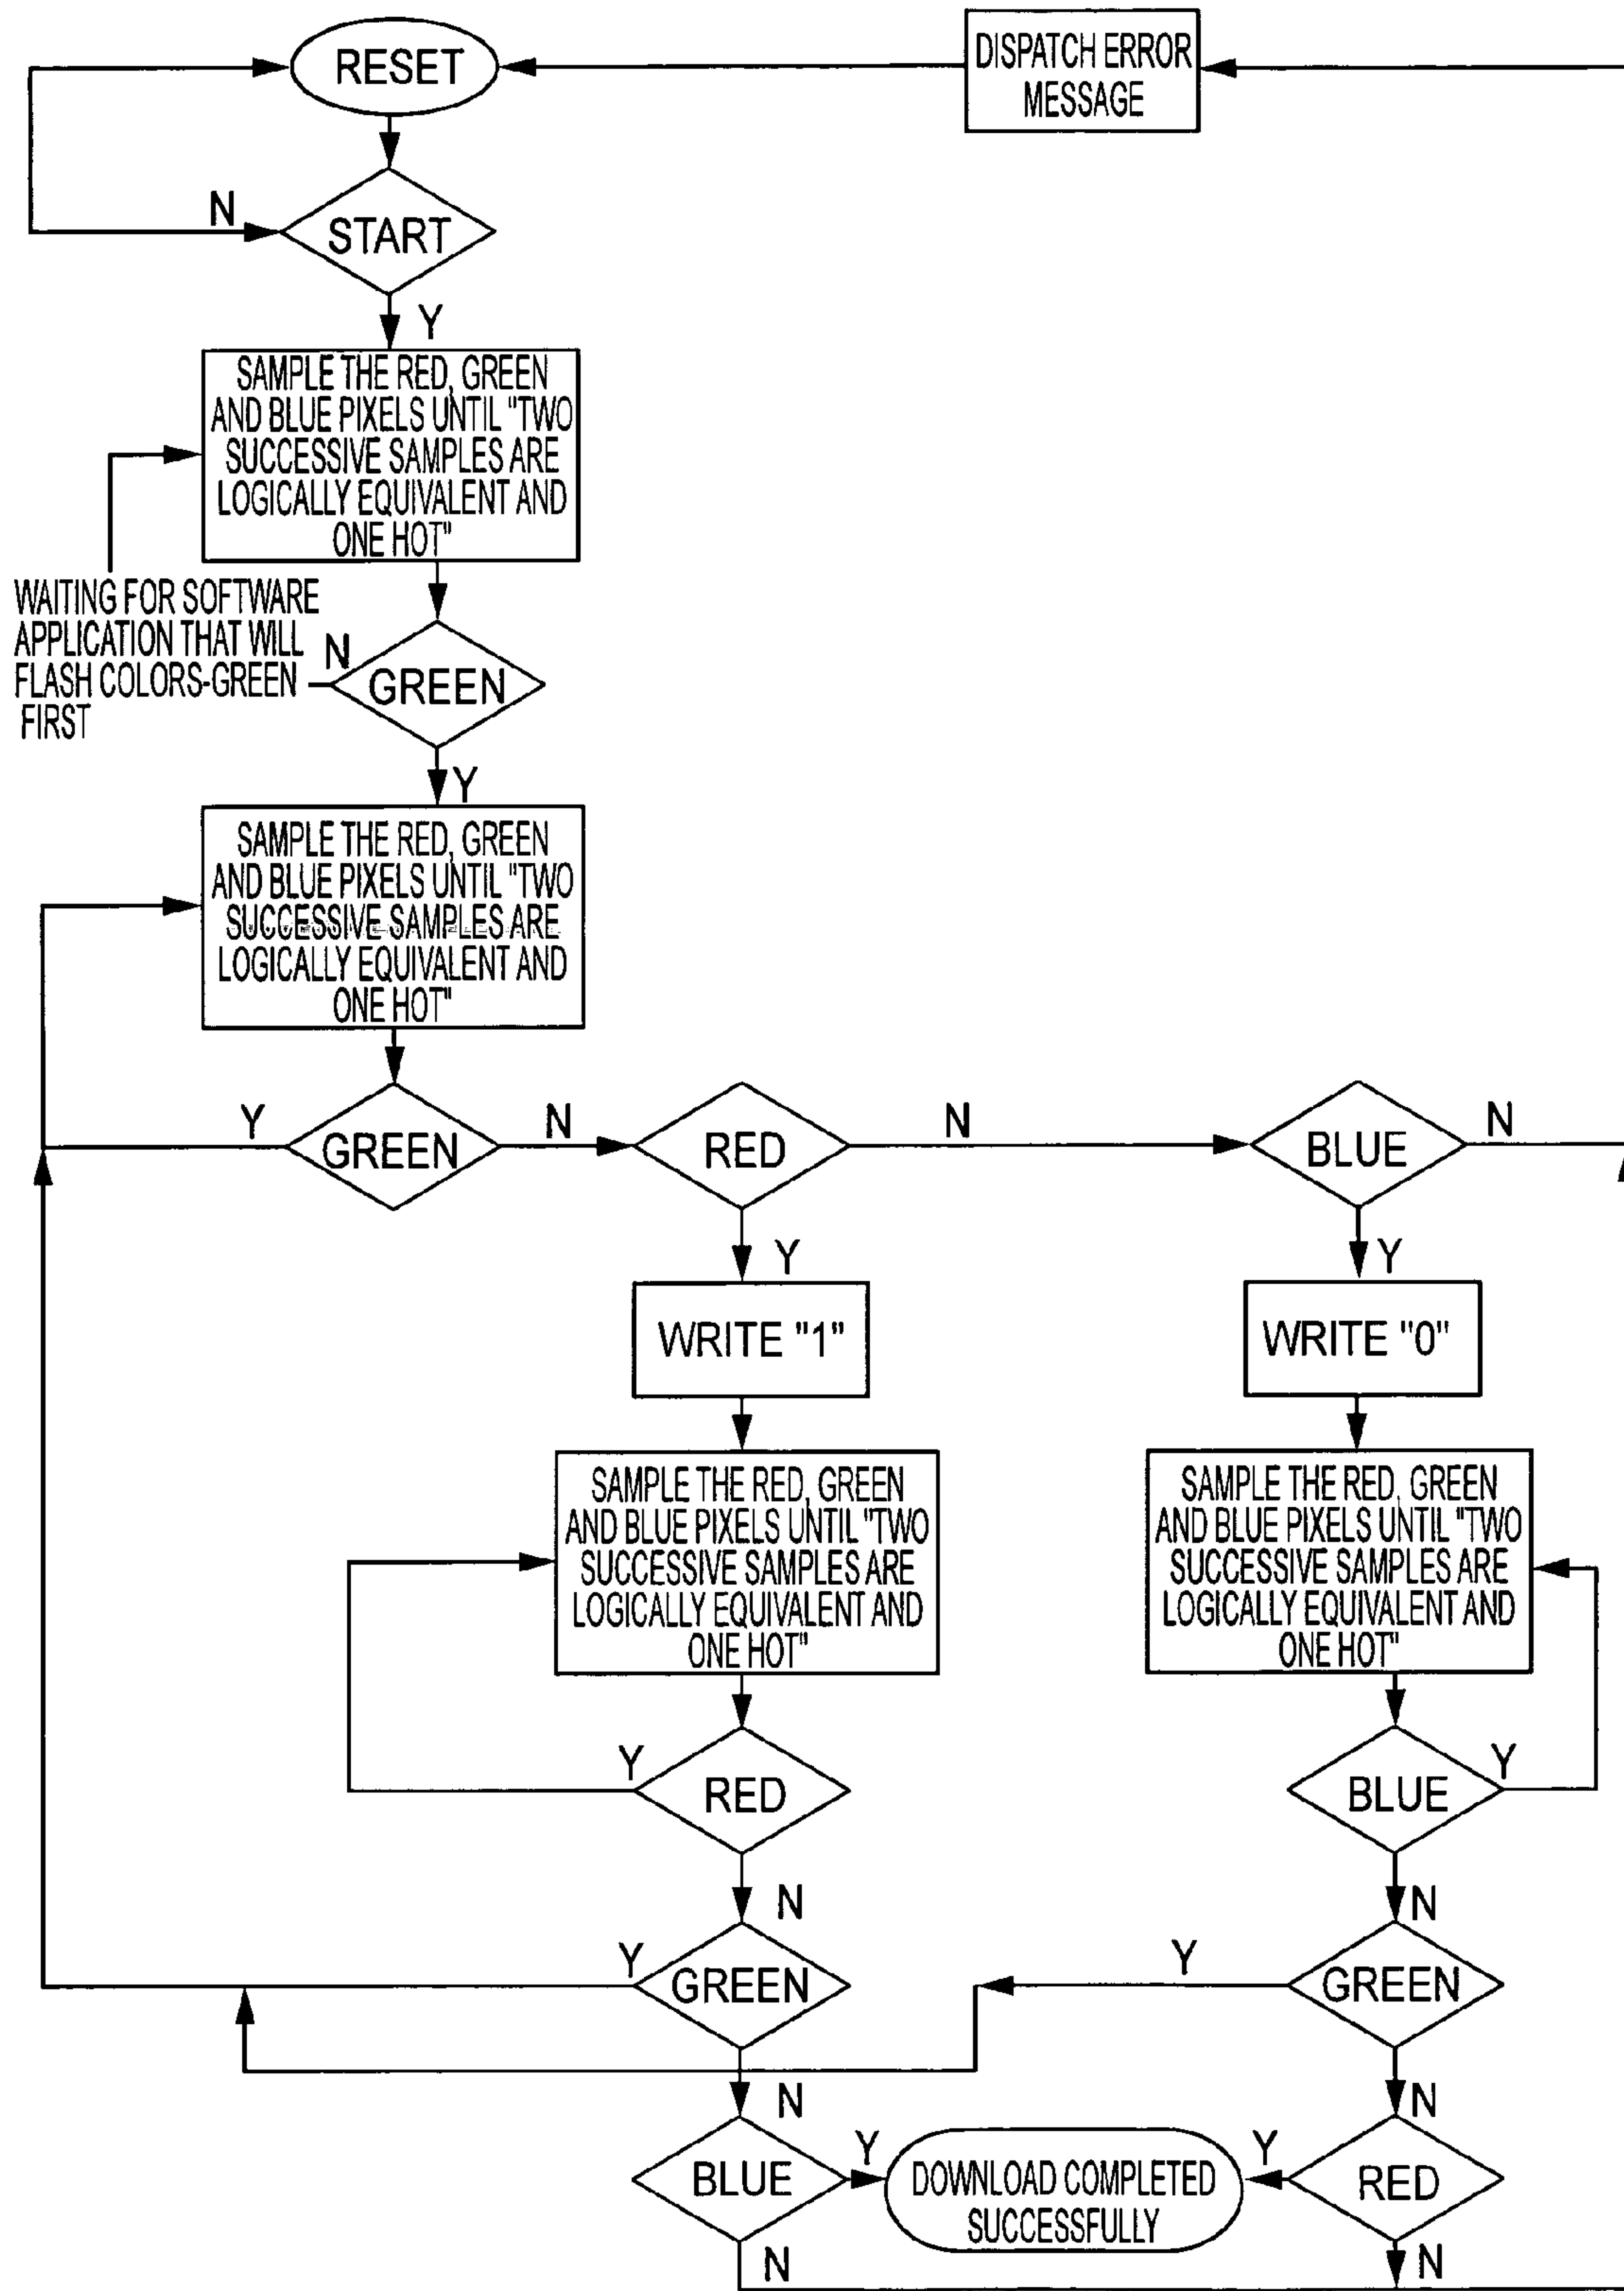 RESET
DISPATCH ERROR
MESSAGE
N
START
Y
SAMPLE THE RED, GREEN
AND BLUE PIXELS UNTIL "TWO
SUCCESSIVE SAMPLES ARE
LOGICALLY EQUIVALENT AND
ONE HOT"
WAITING FOR SOFTWARE
APPLICATION THAT WILL
FLASH COLORS-GREEN
FIRST
N
GREEN
Y
SAMPLE THE RED, GREEN
AND BLUE PIXELS UNTIL "TWO
SUCCESSIVE SAMPLES ARE
LOGICALLY EQUIVALENT AND
ONE HOT"
Y
GREEN
N
RED
N
BLUE
N
Y
Y
WRITE "1"
WRITE "0"
SAMPLE THE RED, GREEN
AND BLUE PIXELS UNTIL "TWO
SUCCESSIVE SAMPLES ARE
LOGICALLY EQUIVALENT AND
ONE HOT"
SAMPLE THE RED, GREEN
AND BLUE PIXELS UNTIL "TWO
SUCCESSIVE SAMPLES ARE
LOGICALLY EQUIVALENT AND
ONE HOT"
Y
RED
BLUE
Y
N
N
Y
GREEN
Y
GREEN
N
N
BLUE
Y
DOWNLOAD COMPLETED
SUCCESSFULLY
Y
RED
N
N